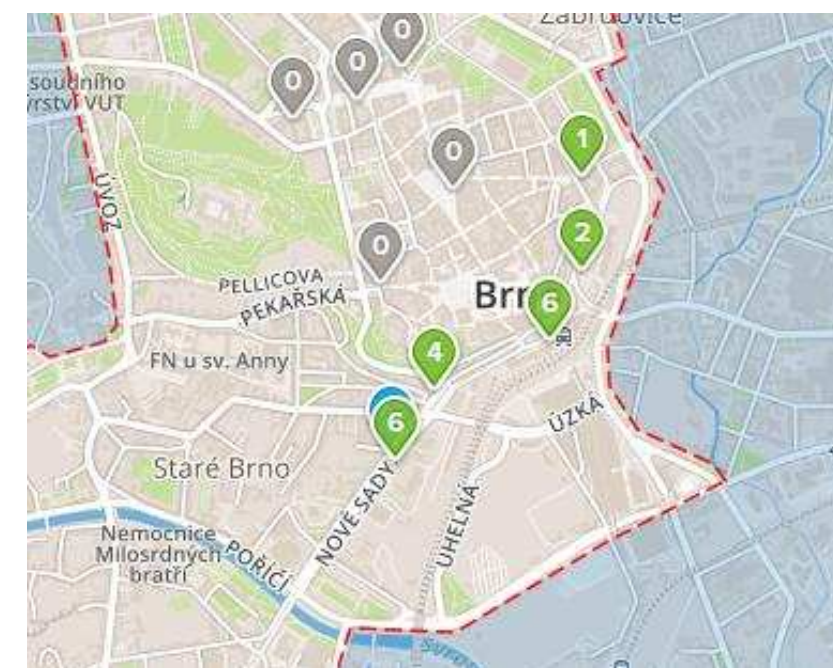 Zábrdovice
0
0
0
soudního
yrství VUT
1
0
ÚVOZ
2
0
PELLICOVA
PEKAŘSKÁ
Brn
6
4
FN u sv. Anny
6
ÚZKÁ
Staré Brno
NOVÉ SADY
UHELNÁ
Nemocnice
Milosrdných
bratří
POŘÍČÍ